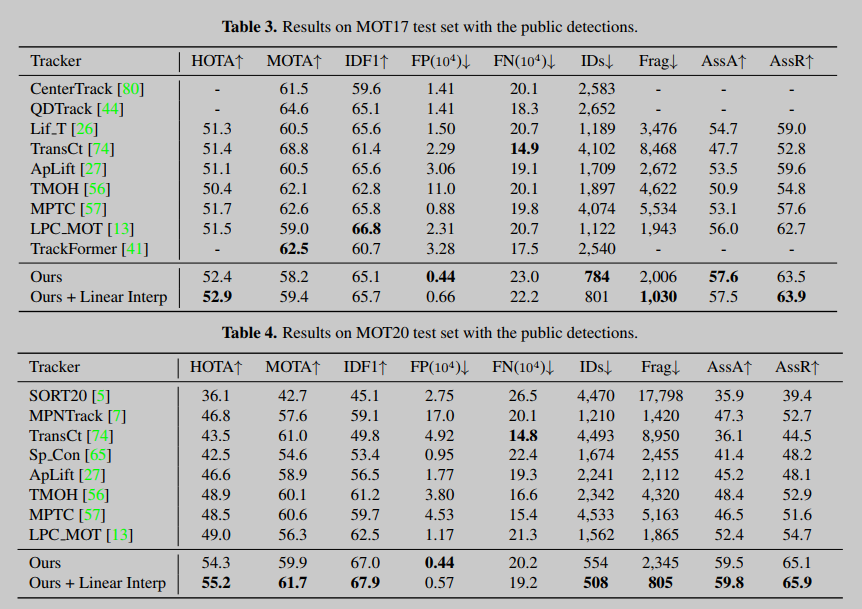 Table 3. Results on MOT17 test set with the public detections.
Tracker HOTA↑ MOTA↑ IDF1↑ FP(10⁴)↓ FN(10⁴)↓ IDs↓ Frag↓ AssA↑ AssR↑
CenterTrack [80] - 61.5 59.6 1.41 20.1 2,583 - - -
QDTrack [44] - 64.6 65.1 1.41 18.3 2,652 - - -
Lif_T [26] 51.3 60.5 65.6 1.50 20.7 1,189 3,476 54.7 59.0
TransCt [74] 51.4 68.8 61.4 2.29 14.9 4,102 8,468 47.7 52.8
ApLift [27] 51.1 60.5 65.6 3.06 19.1 1,709 2,672 53.5 59.6
TMOH [56] 50.4 62.1 62.8 11.0 20.1 1,897 4,622 50.9 54.8
MPTC [57] 51.7 62.6 65.8 0.88 19.8 4,074 5,534 53.1 57.6
LPC_MOT [13] 51.5 59.0 66.8 2.31 20.7 1,122 1,943 56.0 62.7
TrackFormer [41] - 62.5 60.7 3.28 17.5 2,540 - - -
Ours 52.4 58.2 65.1 0.44 23.0 784 2,006 57.6 63.5
Ours + Linear Interp 52.9 59.4 65.7 0.66 22.2 801 1,030 57.5 63.9
Table 4. Results on MOT20 test set with the public detections.
Tracker HOTA↑ MOTA↑ IDF1↑ FP(10⁴)↓ FN(10⁴)↓ IDs↓ Frag↓ AssA↑ AssR↑
SORT20 [5] 36.1 42.7 45.1 2.75 26.5 4,470 17,798 35.9 39.4
MPNTrack [7] 46.8 57.6 59.1 17.0 20.1 1,210 1,420 47.3 52.7
TransCt [74] 43.5 61.0 49.8 4.92 14.8 4,493 8,950 36.1 44.5
Sp_Con [65] 42.5 54.6 53.4 0.95 22.4 1,674 2,455 41.4 48.2
ApLift [27] 46.6 58.9 56.5 1.77 19.3 2,241 2,112 45.2 48.1
TMOH [56] 48.9 60.1 61.2 3.80 16.6 2,342 4,320 48.4 52.9
MPTC [57] 48.5 60.6 59.7 4.53 15.4 4,533 5,163 46.5 51.6
LPC_MOT [13] 49.0 56.3 62.5 1.17 21.3 1,562 1,865 52.4 54.7
Ours 54.3 59.9 67.0 0.44 20.2 554 2,345 59.5 65.1
Ours + Linear Interp 55.2 61.7 67.9 0.57 19.2 508 805 59.8 65.9